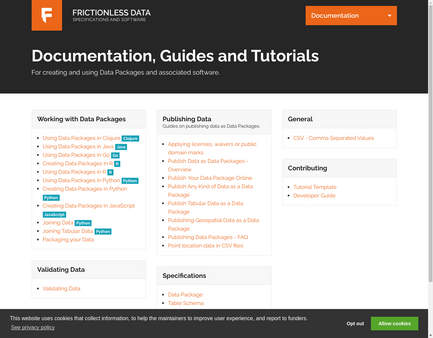 FRICTIONLESS DATA
SPECIFICATIONS AND SOFTWARE
Documentation
Documentation, Guides and Tutorials
For creating and using Data Packages and associated software.
Working with Data Packages
Using Data Packages in Clojure Clojure
Using Data Packages in Java Java
Using Data Packages in Go Go
Creating Data Packages in R R
Using Data Packages in R R
Using Data Packages in Python Python
Creating Data Packages in Python
Python
Creating Data Packages in JavaScript
JavaScript
Joining Data Python
Joining Tabular Data Python
Packaging your Data
Validating Data
Validating Data
Publishing Data
Guides on publishing data as Data Packages.
Applying licenses, waivers or public
domain marks
Publish Data as Data Packages -
Overview
Publish Your Data Package Online
Publish Any Kind of Data as a Data
Package
Publish Tabular Data as a Data
Package
Publishing Geospatial Data as a Data
Package
Publishing Data Packages - FAQ
Point location data in CSV files
Specifications
Data Package
Table Schema
General
CSV - Comma Separated Values
Contributing
Tutorial Template
Developer Guide
This website uses cookies that collect information, to help the maintainers to improve user experience, and report to funders.
See privacy policy
Opt out
Allow cookies